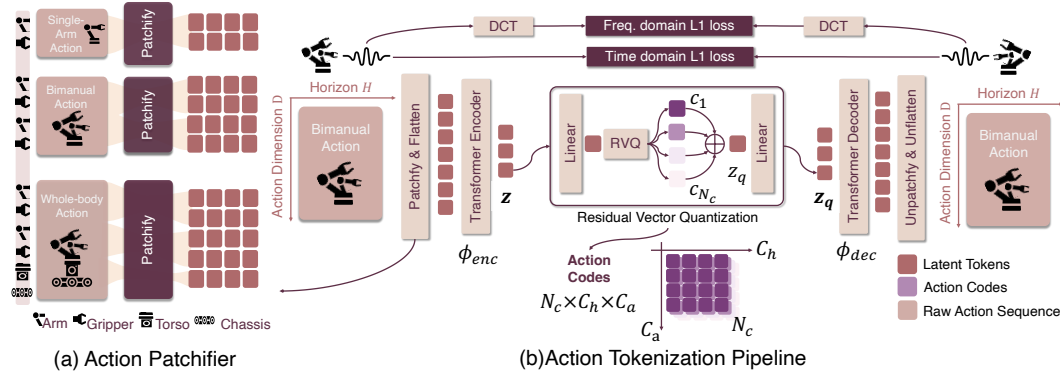 Single-
Arm
Action
Patchify
Bimanual
Action
Patchify
Whole-body
Action
Patchify
Arm Gripper Torso Chassis
(a) Action Patchifier
DCT
Freq. domain L1 loss
DCT
Time domain L1 loss
Horizon H
Action Dimension D
Bimanual
Action
Patchfy & Flatten
Transformer Encoder
ϕenc
z
Linear
RVQ
c1
cNc
zq
Linear
Residual Vector Quantization
Action
Codes
Nc×Ch×Ca
Ch
Ca
Nc
zq
Transformer Decoder
ϕdec
Unpatchfy & Unflatten
Horizon H
Action Dimension D
Bimanual
Action
Latent Tokens
Action Codes
Raw Action Sequence
(b)Action Tokenization Pipeline